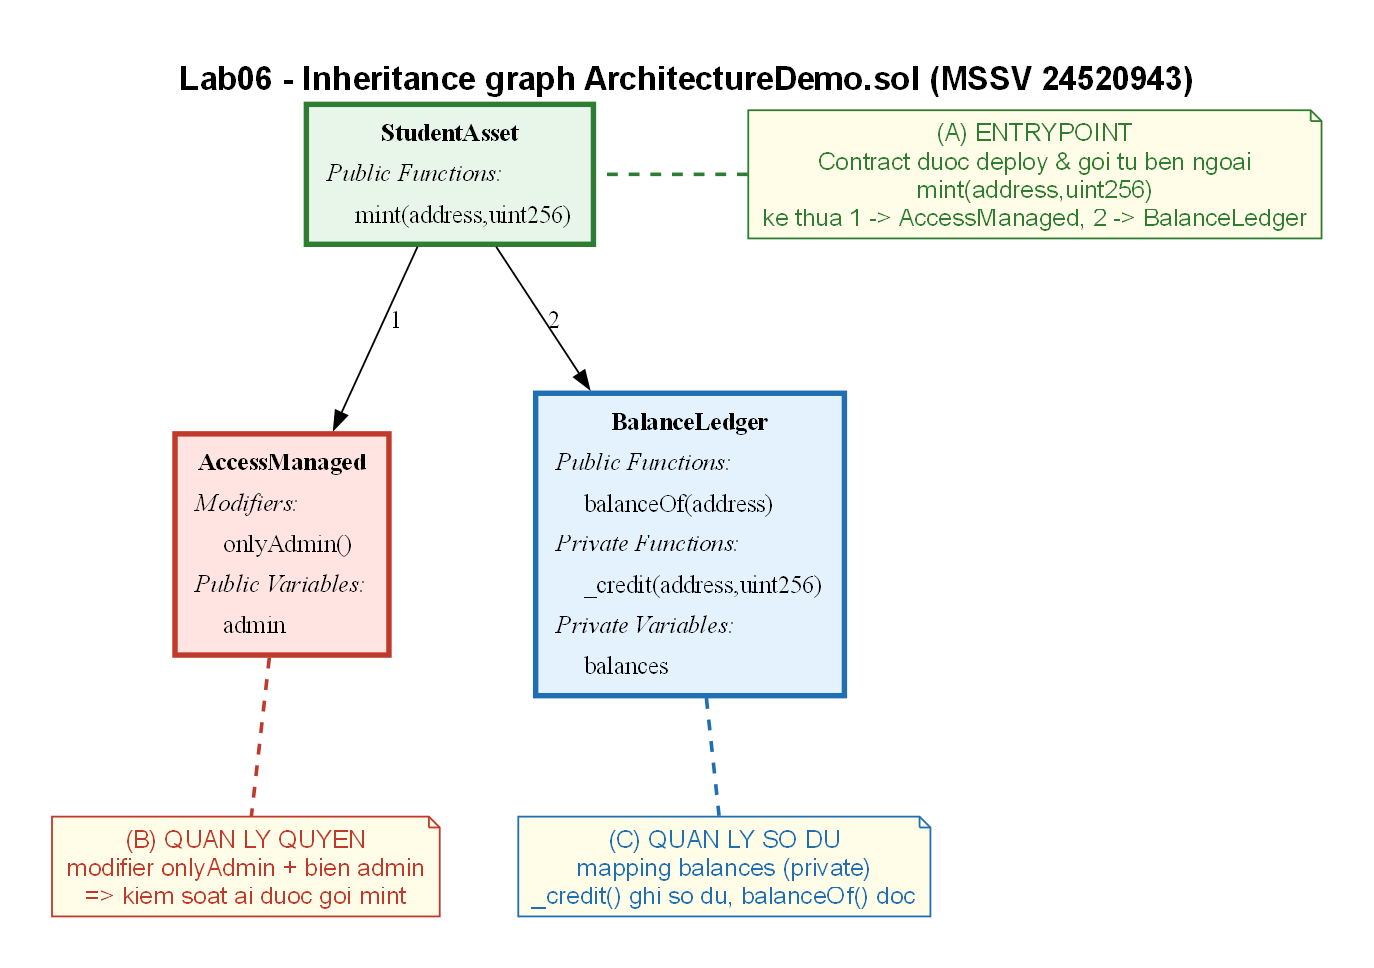 Lab06 - Inheritance graph ArchitectureDemo.sol (MSSV 24520943)
StudentAsset
Public Functions:
mint(address,uint256)
(A) ENTRYPOINT
Contract duoc deploy & goi tu ben ngoai
mint(address,uint256)
ke thua 1 -> AccessManaged, 2 -> BalanceLedger
1
2
AccessManaged
Modifiers:
onlyAdmin()
Public Variables:
admin
BalanceLedger
Public Functions:
balanceOf(address)
Private Functions:
_credit(address,uint256)
Private Variables:
balances
(B) QUAN LY QUYEN
modifier onlyAdmin + bien admin
=> kiem soat ai duoc goi mint
(C) QUAN LY SO DU
mapping balances (private)
_credit() ghi so du, balanceOf() doc